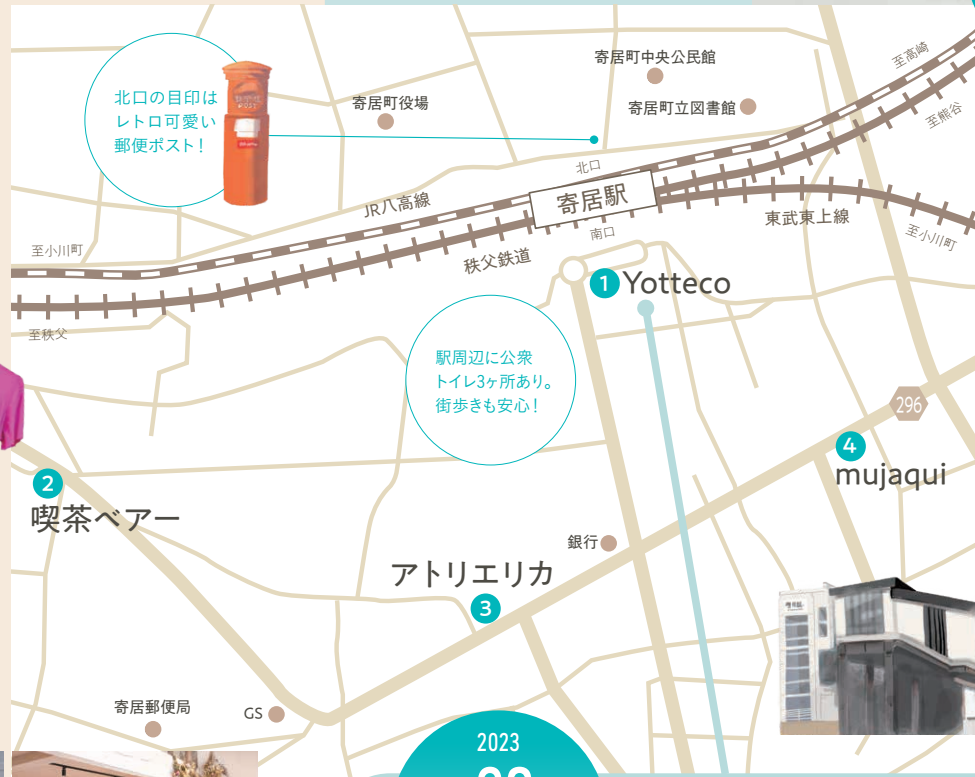 北口の目印は
レトロ可愛い
郵便ポスト！
寄居町役場
寄居町中央公民館
寄居町立図書館
至高崎
至熊谷
北口
寄居駅
南口
JR八高線
秩父鉄道
東武東上線
至小川町
至小川町
至秩父
1 Yotteco
駅周辺に公衆
トイレ3ヶ所あり。
街歩きも安心！
296
4
mujaqui
2
喫茶ベアー
銀行
アトリエリカ
3
寄居郵便局
GS
2023